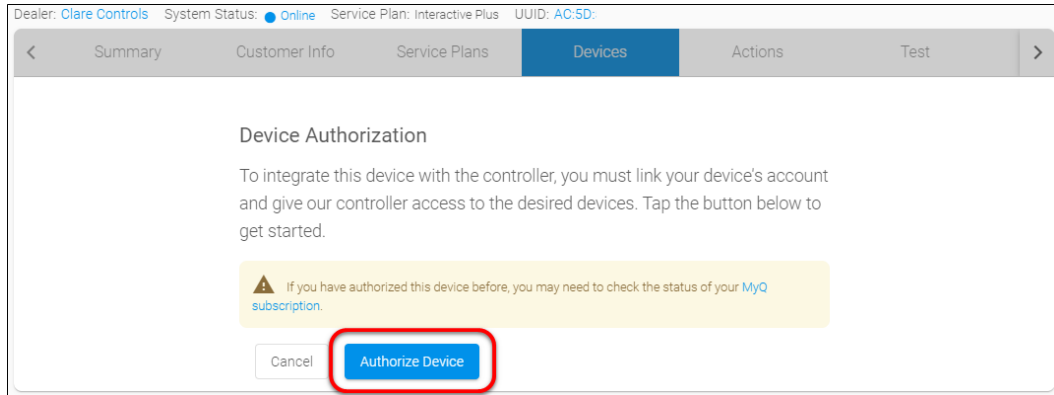 Dealer: Clare Controls System Status: Online Service Plan: Interactive Plus UUID: AC:5D:
Summary Customer Info Service Plans Devices Actions Test
Device Authorization
To integrate this device with the controller, you must link your device's account
and give our controller access to the desired devices. Tap the button below to
get started.
If you have authorized this device before, you may need to check the status of your MyQ
subscription.
Cancel Authorize Device